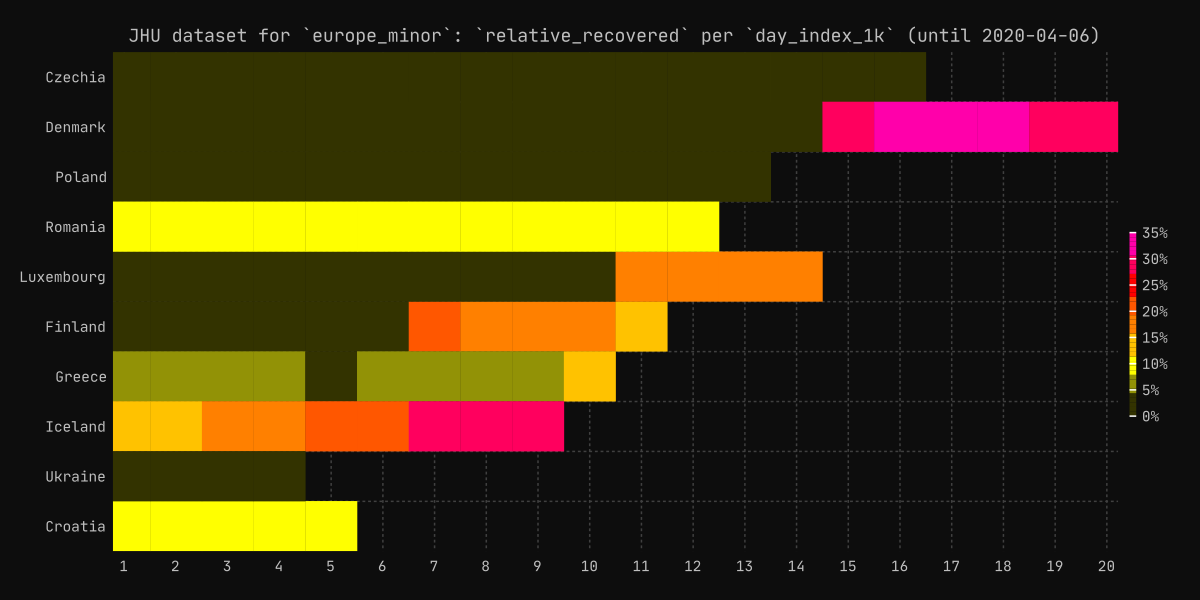 JHU dataset for `europe_minor`: `relative_recovered` per `day_index_1k` (until 2020-04-06)
Czechia
Denmark
Poland
Romania
Luxembourg
Finland
Greece
Iceland
Ukraine
Croatia
35%
30%
25%
20%
15%
10%
5%
0%
1 2 3 4 5 6 7 8 9 10 11 12 13 14 15 16 17 18 19 20